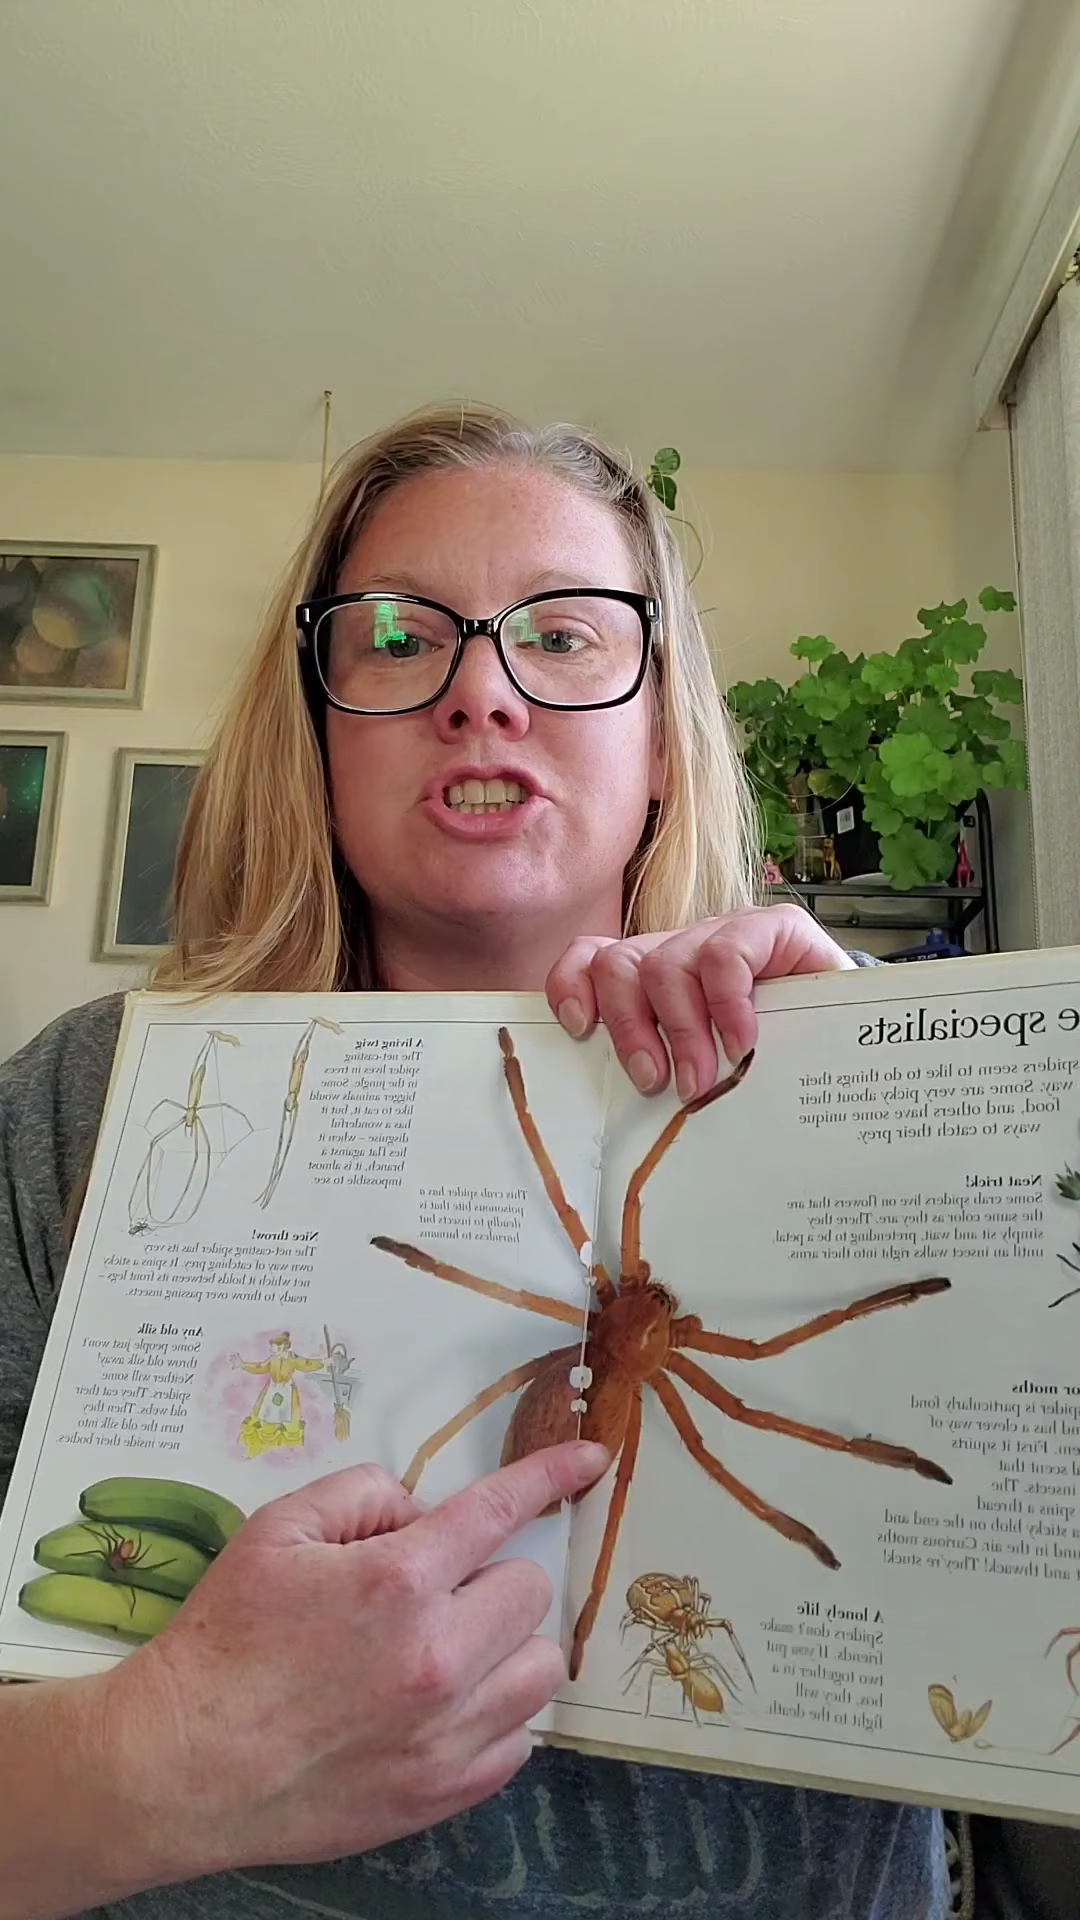 e specialists
spiders seem to like to do things their
way. Some are very picky about their
food, and others have some unique
ways to catch their prey.
Neat trick!
Some crab spiders live on flowers that are
the same color as they are. There they
simply sit and wait, pretending to be a petal,
until an insect walks right into their arms.
or moths
pider is particularly fond
nd has a clever way of
em. First it squirts
al scent that
insects. The
spins a thread
a sticky blob on the end and
und in the air. Curious moths
t and thwack! They're stuck!
A lonely life
Spiders don't make
friends. If you put
two together in a
box, they will
fight to the death.
This crab spider has a
poisonous bite that is
deadly to insects but
harmless to humans.
A living twig
The net-casting
spider lives in trees
in the jungle. Some
bigger animals would
like to eat it, but it
has a wonderful
disguise – when it
lies flat against a
branch, it is almost
impossible to see.
Nice throw!
The net-casting spider has its very
own way of catching prey. It spins a sticky
net which it holds between its front legs –
ready to throw over passing insects.
Any old silk
Some people just won't
throw old silk away!
Neither will some
spiders. They eat their
old webs. Then they
turn the old silk into
new inside their bodies.